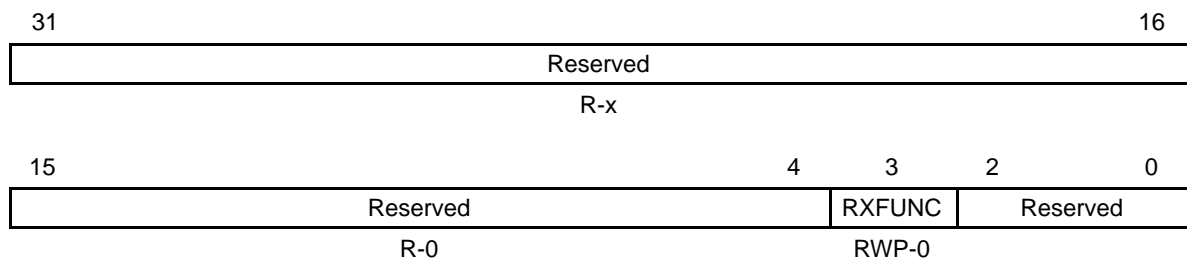 31 16
Reserved
R-x
15 4 3 2 0
Reserved RXFUNC Reserved
R-0 RWP-0